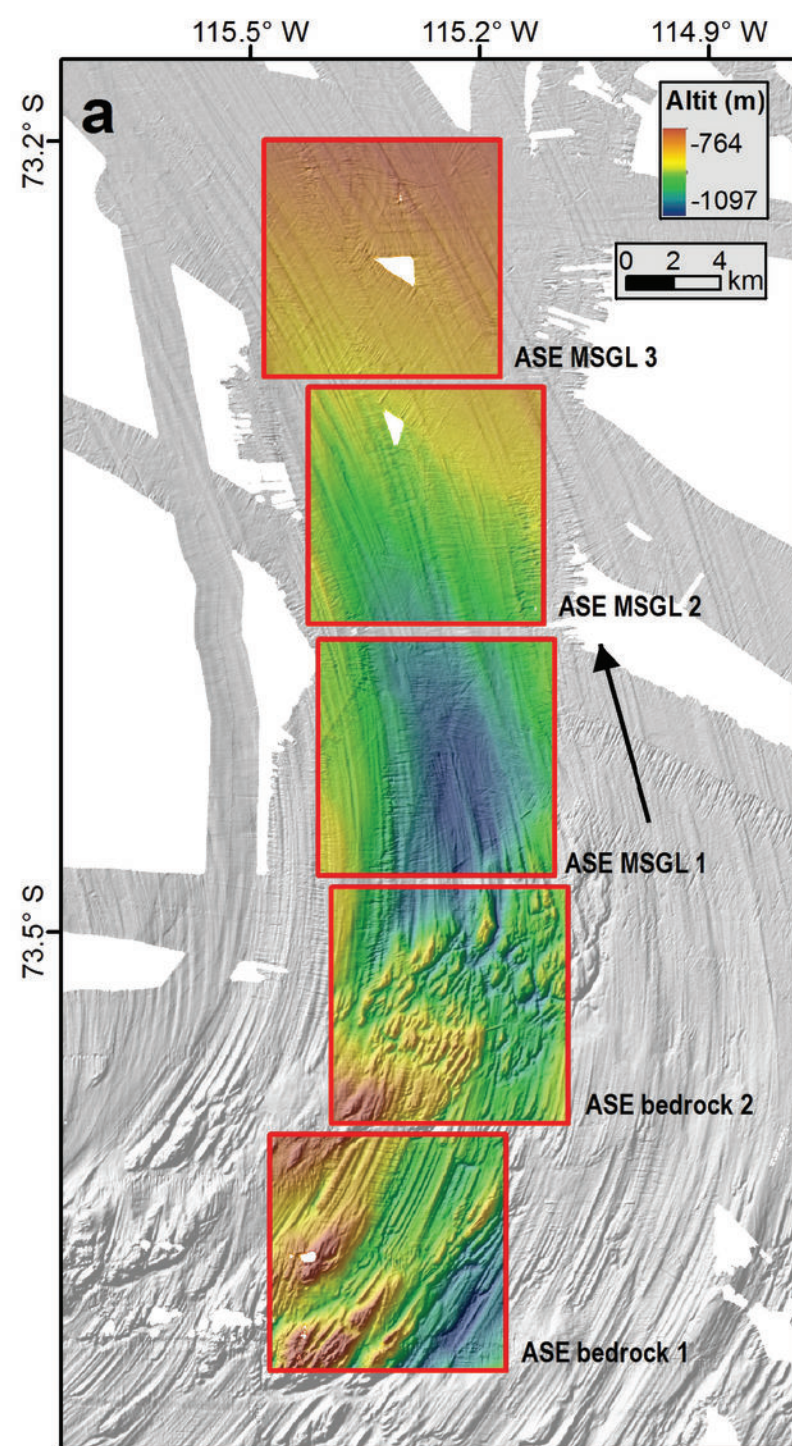 115.5° W 115.2° W 114.9° W
a
Altit (m)
-764
-1097
73.2° S
0 2 4
km
ASE MSGL 3
ASE MSGL 2
ASE MSGL 1
73.5° S
ASE bedrock 2
ASE bedrock 1